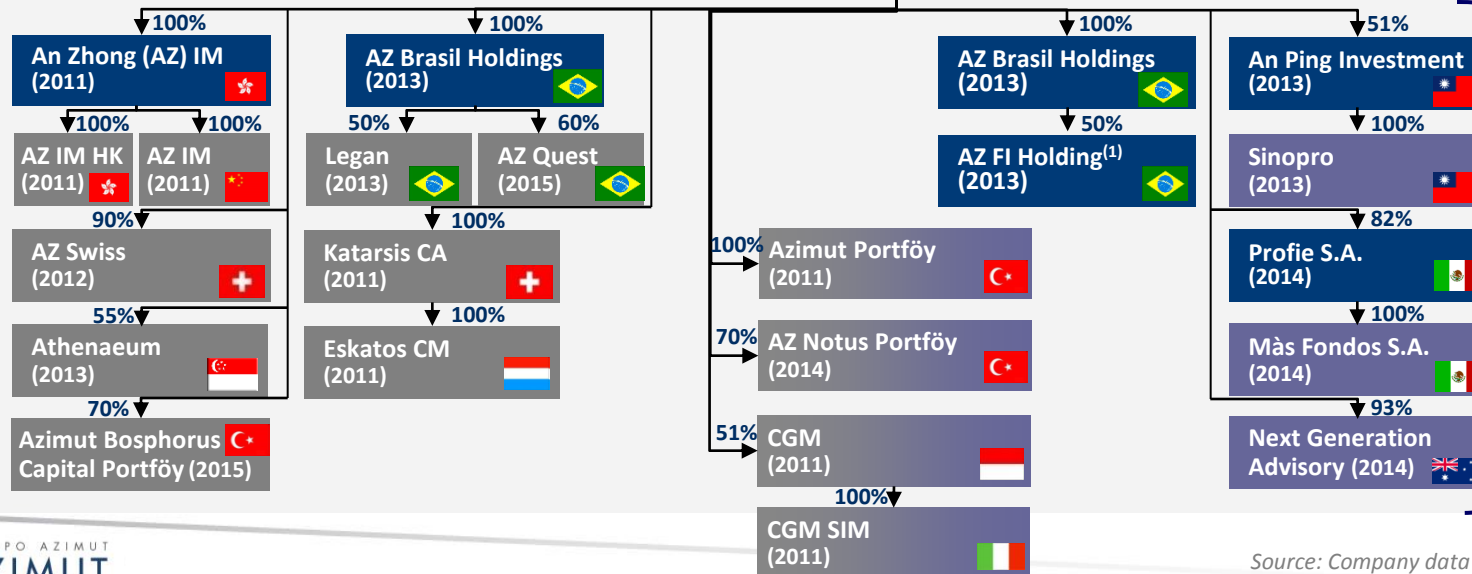 100%
100%
100%
51%
An Zhong (AZ) IM
(2011)
AZ Brasil Holdings
(2013)
AZ Brasil Holdings
(2013)
An Ping Investment
(2013)
100%
100%
50%
60%
50%
100%
AZ IM HK
(2011)
AZ IM
(2011)
Legan
(2013)
AZ Quest
(2015)
AZ FI Holding(1)
(2013)
Sinopro
(2013)
90%
100%
82%
AZ Swiss
(2012)
Katarsis CA
(2011)
100%
Azimut Portföy
(2011)
Profie S.A.
(2014)
55%
100%
100%
Athenaeum
(2013)
Eskatos CM
(2011)
70%
AZ Notus Portföy
(2014)
Màs Fondos S.A.
(2014)
70%
93%
Azimut Bosphorus
Capital Portföy (2015)
51%
CGM
(2011)
Next Generation
Advisory (2014)
100%
CGM SIM
(2011)
PO AZIMUT
Source: Company data